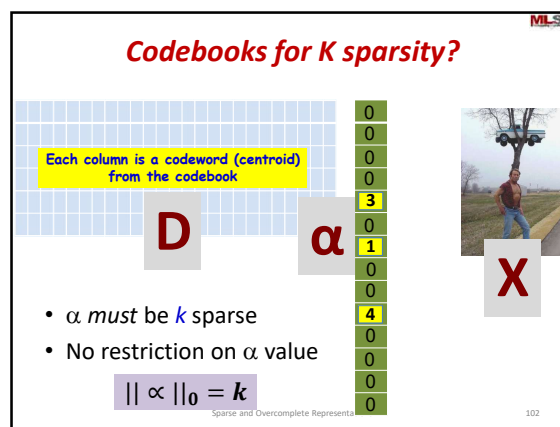 MLS
Codebooks for K sparsity?
Each column is a codeword (centroid)
from the codebook
D
α
0
0
0
0
3
0
1
0
0
4
0
0
0
0
X
• α must be k sparse
• No restriction on α value
|| ∝ ||₀ = k
Sparse and Overcomplete Representa
102